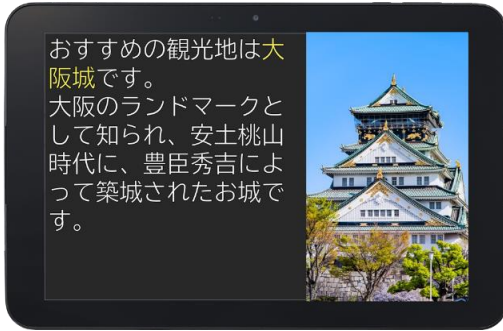 おすすめの観光地は大
阪城です。
大阪のランドマークと
して知られ、安土桃山
時代に、豊臣秀吉によ
って築城されたお城で
す。